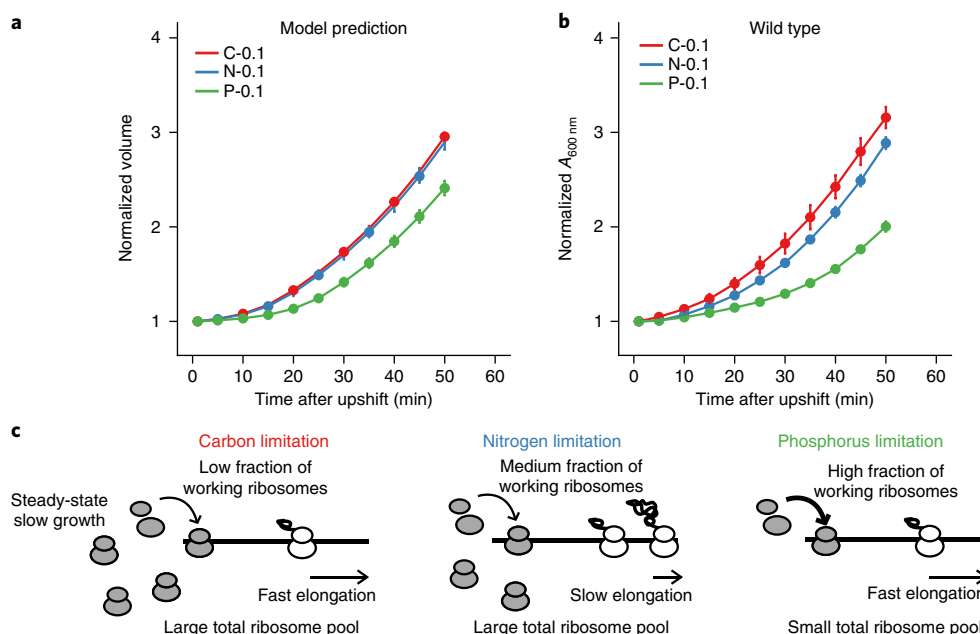 a
Model prediction
4
3
2
1
Normalized volume
C-0.1
N-0.1
P-0.1
0 10 20 30 40 50 60
Time after upshift (min)
b
Wild type
4
3
2
1
Normalized A600 nm
C-0.1
N-0.1
P-0.1
0 10 20 30 40 50 60
Time after upshift (min)
c
Steady-state
slow growth
Carbon limitation
Low fraction of
working ribosomes
Fast elongation
Large total ribosome pool
Nitrogen limitation
Medium fraction of
working ribosomes
Slow elongation
Large total ribosome pool
Phosphorus limitation
High fraction of
working ribosomes
Fast elongation
Small total ribosome pool